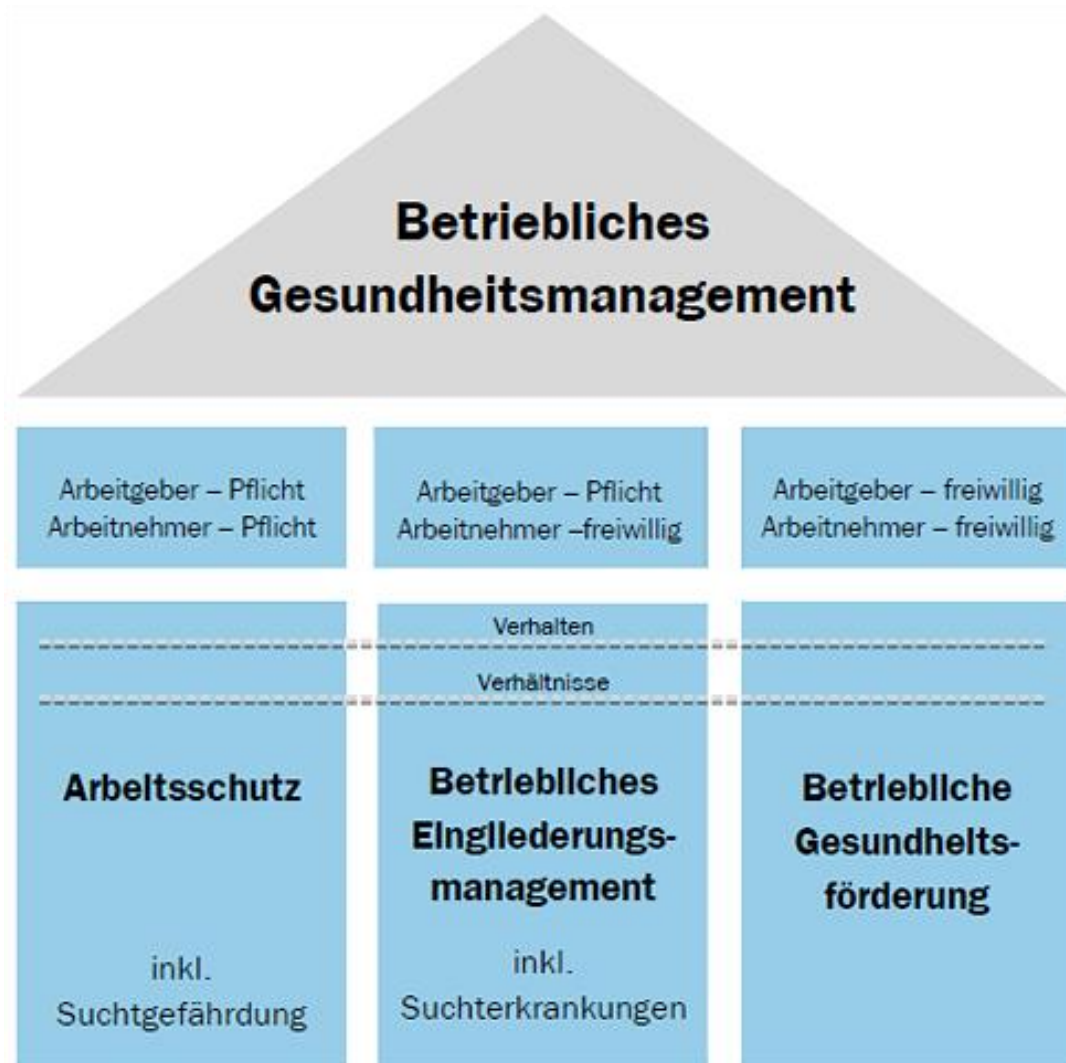 Betriebliches
Gesundheitsmanagement
Arbeitgeber – Pflicht
Arbeitnehmer – Pflicht
Arbeitgeber – Pflicht
Arbeitnehmer –freiwillig
Arbeitgeber – freiwillig
Arbeitnehmer – freiwillig
Verhalten
Verhältnisse
Arbeitsschutz
inkl.
Suchtgefährdung
Betriebliches
Eingliederungs-
management
inkl.
Suchterkrankungen
Betriebliche
Gesundheits-
förderung